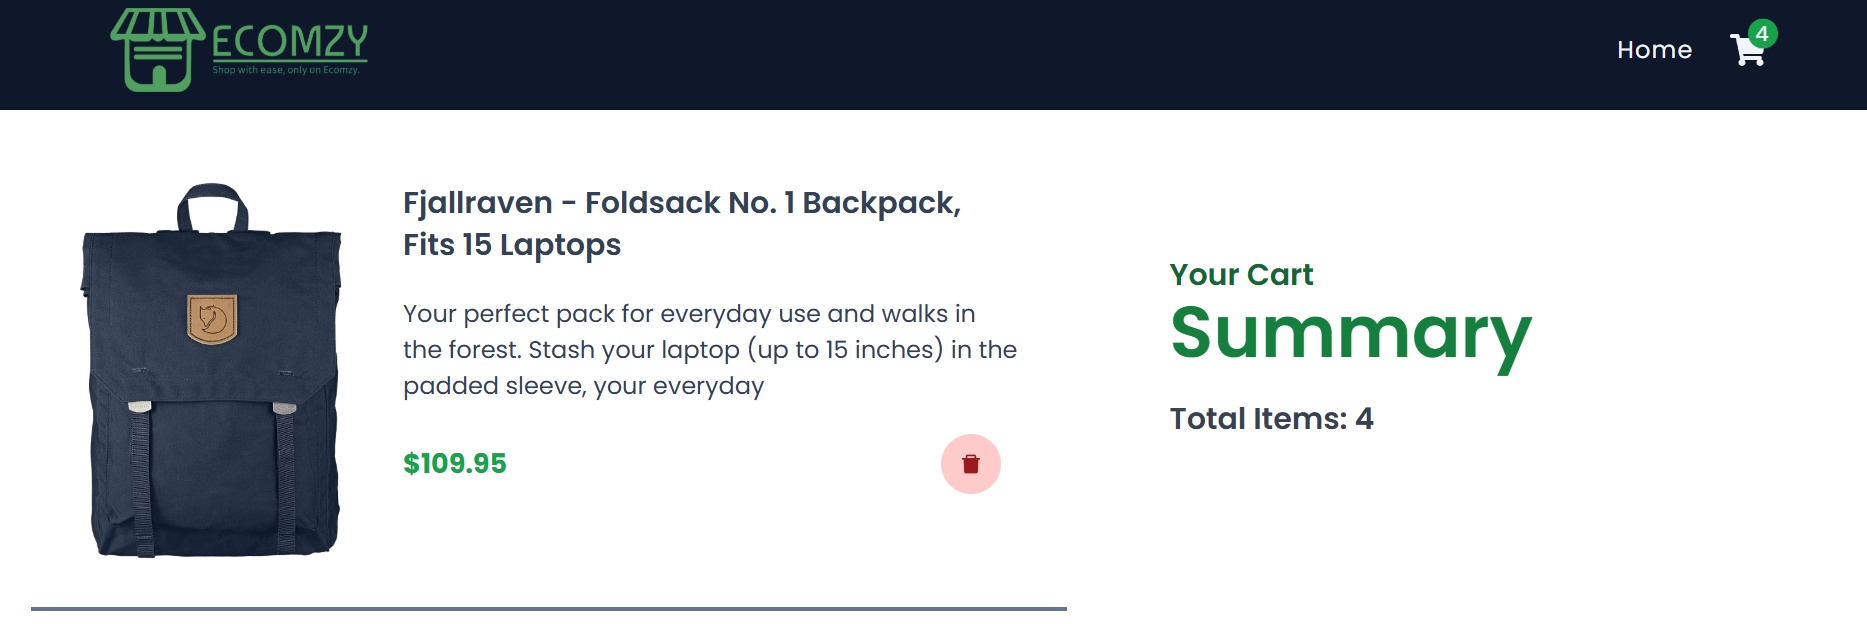 ECOMZY
Shop with ease, only on Ecomzy.
Home
4
Fjallraven - Foldsack No. 1 Backpack,
Fits 15 Laptops
Your perfect pack for everyday use and walks in
the forest. Stash your laptop (up to 15 inches) in the
padded sleeve, your everyday
$109.95
Your Cart
Summary
Total Items: 4